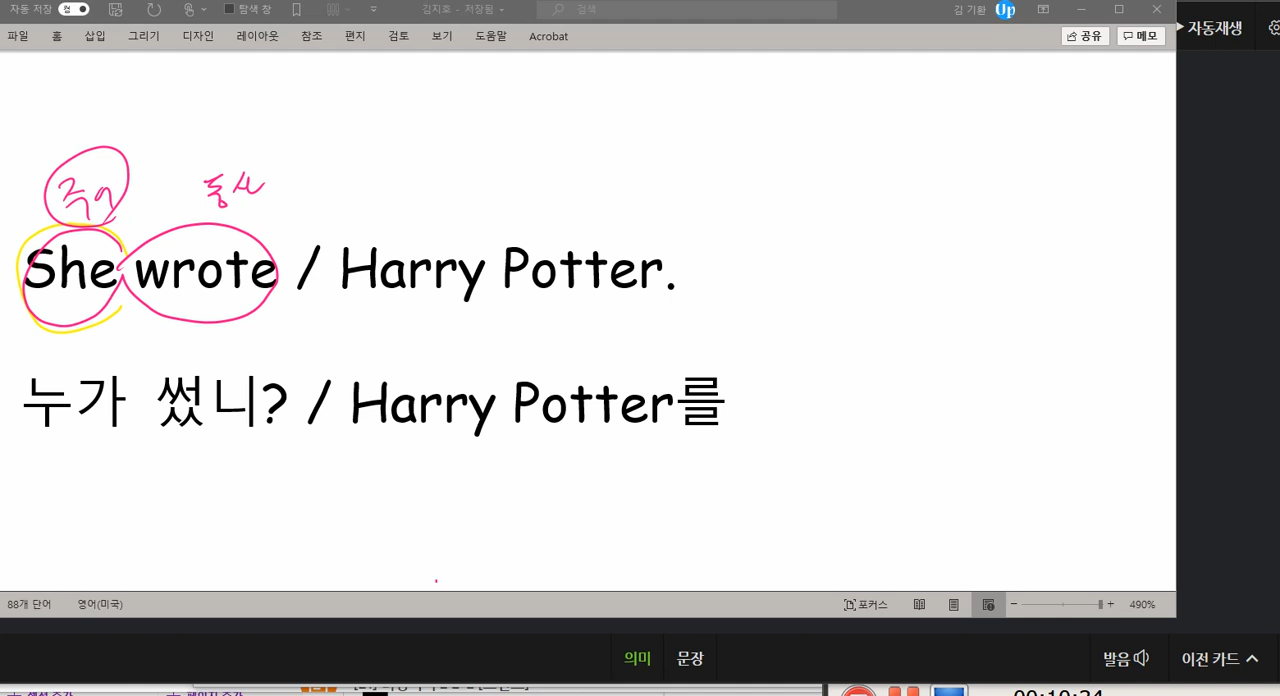 자동 저장 켬 탐색 창 김지호 - 저장됨 검색 김 기환 Up
파일 홈 삽입 그리기 디자인 레이아웃 참조 편지 검토 보기 도움말 Acrobat 공유 메모
자동재생
주어 동사
She wrote / Harry Potter.
누가 썼니? / Harry Potter를
88개 단어 영어(미국) 포커스 − + 490%
의미 문장 발음 이전 카드
00:10:24